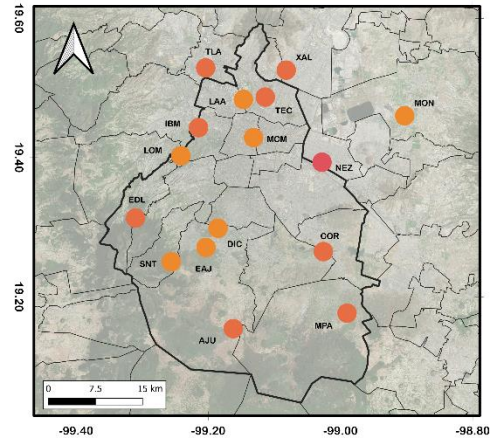 19.60
TLA
XAL
LAA
TEC
MON
IBM
MCM
19.40
LOM
NEZ
EDL
DIC
COR
SNT
EAJ
19.20
MPA
AJU
0 7.5 15 km
-99.40 -99.20 -99.00 -98.80